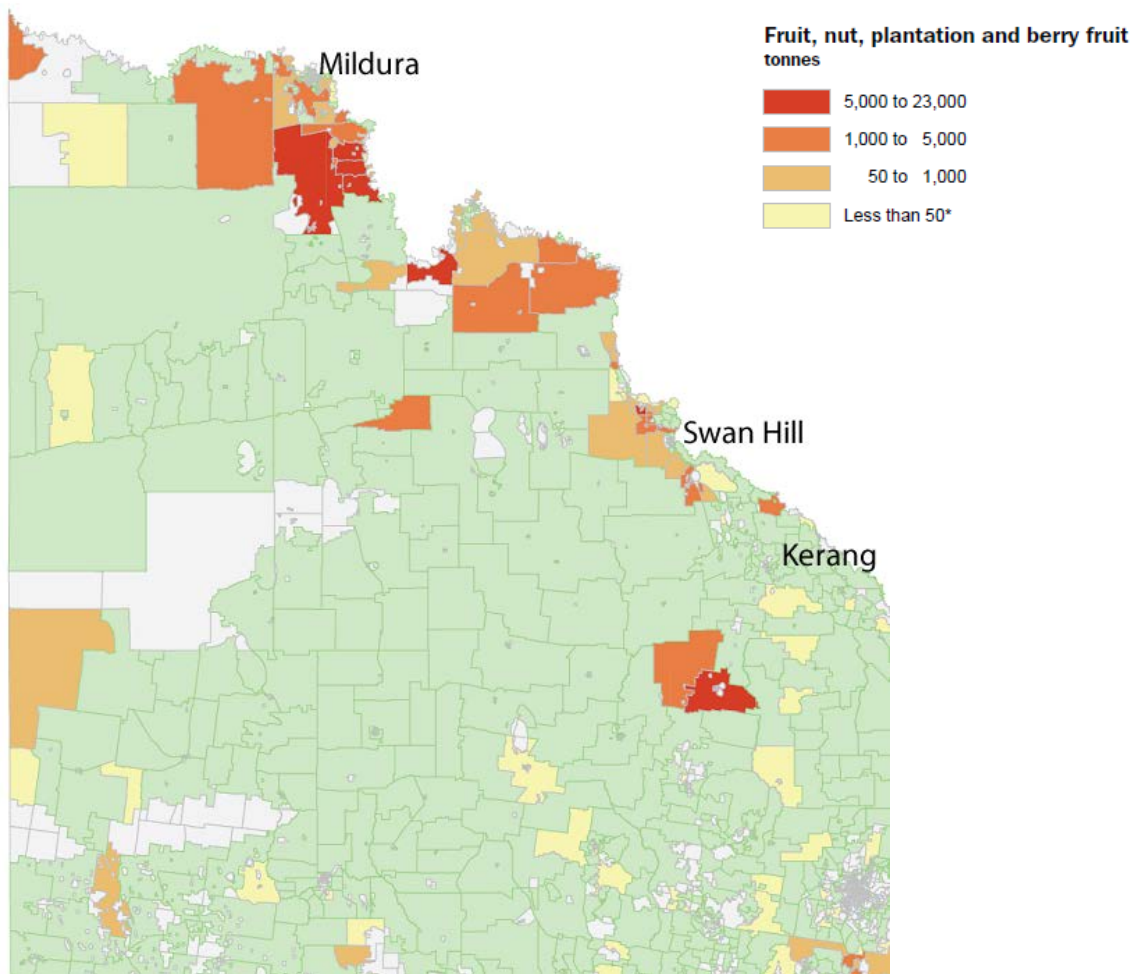 Fruit, nut, plantation and berry fruit
tonnes
5,000 to 23,000
1,000 to 5,000
50 to 1,000
Less than 50*
Mildura
Swan Hill
Kerang